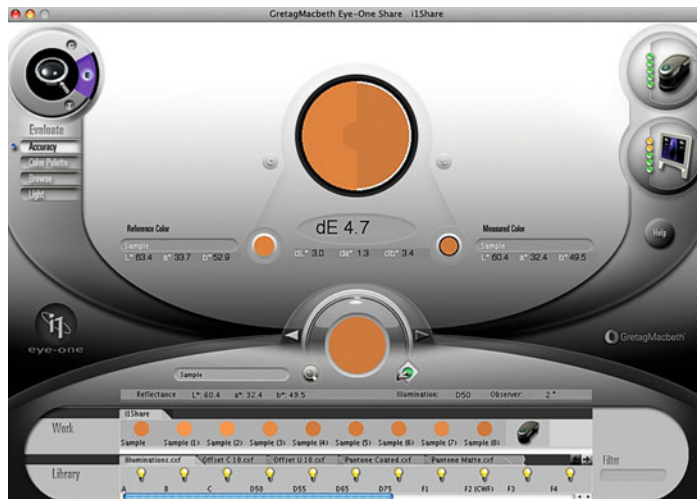 GretagMacbeth Eye-One Share   i1Share
Evaluate
Accuracy
Color Palette
Browse
Light
Reference Color
Sample
L* 63.4 a* 33.7 b* 52.9
dE 4.7
dL* 3.0 da* 1.3 db* 3.4
Measured Color
Sample
L* 60.4 a* 32.4 b* 49.5
Help
i1
eye-one
GretagMacbeth
Sample
Reflectance L*: 60.4 a*: 32.4 b*: 49.5 Illumination: D50 Observer: 2 °
i1Share
Work
Sample Sample (1) Sample (2) Sample (3) Sample (4) Sample (5) Sample (6) Sample (7) Sample (8)
Illuminations.cxf Offset C 18.cxf Offset U 18.cxf Pantone Coated.cxf Pantone Matte.cxf
Library
Filter
A B C D50 D55 D65 D75 F1 F2 (CWF) F3 F4